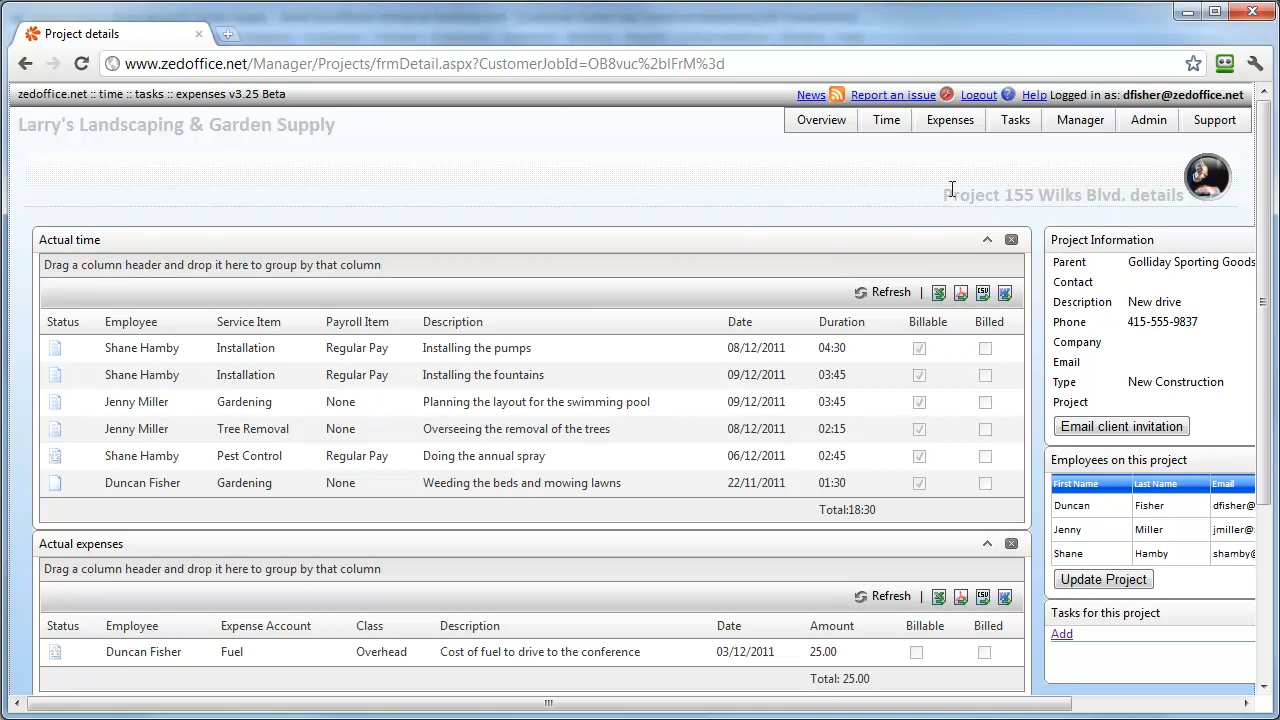 Project details
www.zedoffice.net/Manager/Projects/frmDetail.aspx?CustomerJobId=OB8vuc%2blFrM%3d
zedoffice.net :: time :: tasks :: expenses v3.25 Beta
News Report an issue Logout Help Logged in as: dfisher@zedoffice.net
Larry's Landscaping & Garden Supply
Overview Time Expenses Tasks Manager Admin Support
Project 155 Wilks Blvd. details
Actual time
Drag a column header and drop it here to group by that column
Refresh |
Status Employee Service Item Payroll Item Description Date Duration Billable Billed
Shane Hamby Installation Regular Pay Installing the pumps 08/12/2011 04:30
Shane Hamby Installation Regular Pay Installing the fountains 09/12/2011 03:45
Jenny Miller Gardening None Planning the layout for the swimming pool 09/12/2011 03:45
Jenny Miller Tree Removal None Overseeing the removal of the trees 08/12/2011 02:15
Shane Hamby Pest Control Regular Pay Doing the annual spray 06/12/2011 02:45
Duncan Fisher Gardening None Weeding the beds and mowing lawns 22/11/2011 01:30
Total:18:30
Actual expenses
Drag a column header and drop it here to group by that column
Refresh |
Status Employee Expense Account Class Description Date Amount Billable Billed
Duncan Fisher Fuel Overhead Cost of fuel to drive to the conference 03/12/2011 25.00
Total: 25.00
Project Information
Parent Golliday Sporting Goods
Contact
Description New drive
Phone 415-555-9837
Company
Email
Type New Construction
Project
Email client invitation
Employees on this project
First Name Last Name Email
Duncan Fisher dfisher@
Jenny Miller jmiller@
Shane Hamby shamby@
Update Project
Tasks for this project
Add